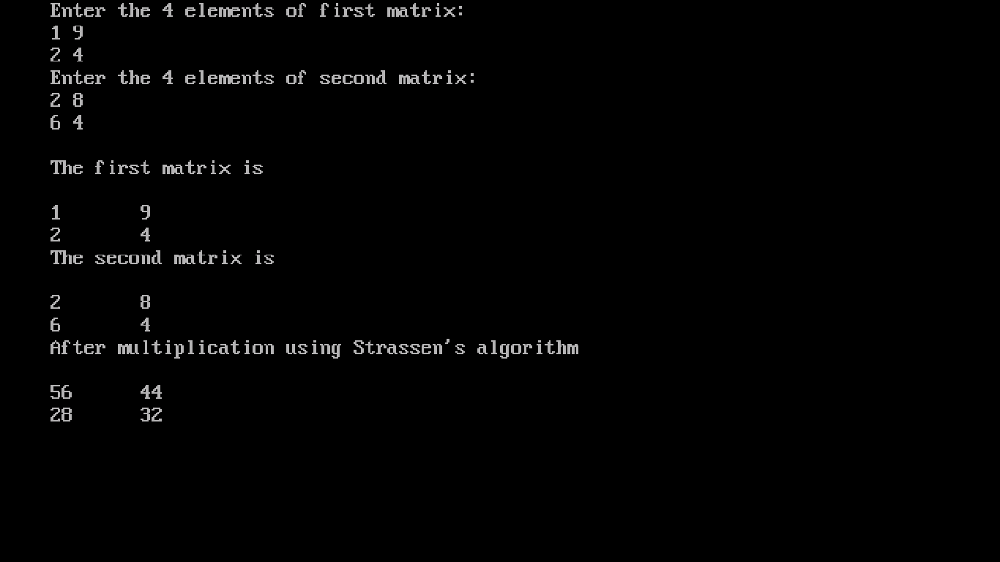 Enter the 4 elements of first matrix:
1 9
2 4
Enter the 4 elements of second matrix:
2 8
6 4
The first matrix is
1 9
2 4
The second matrix is
2 8
6 4
After multiplication using Strassen's algorithm
56 44
28 32